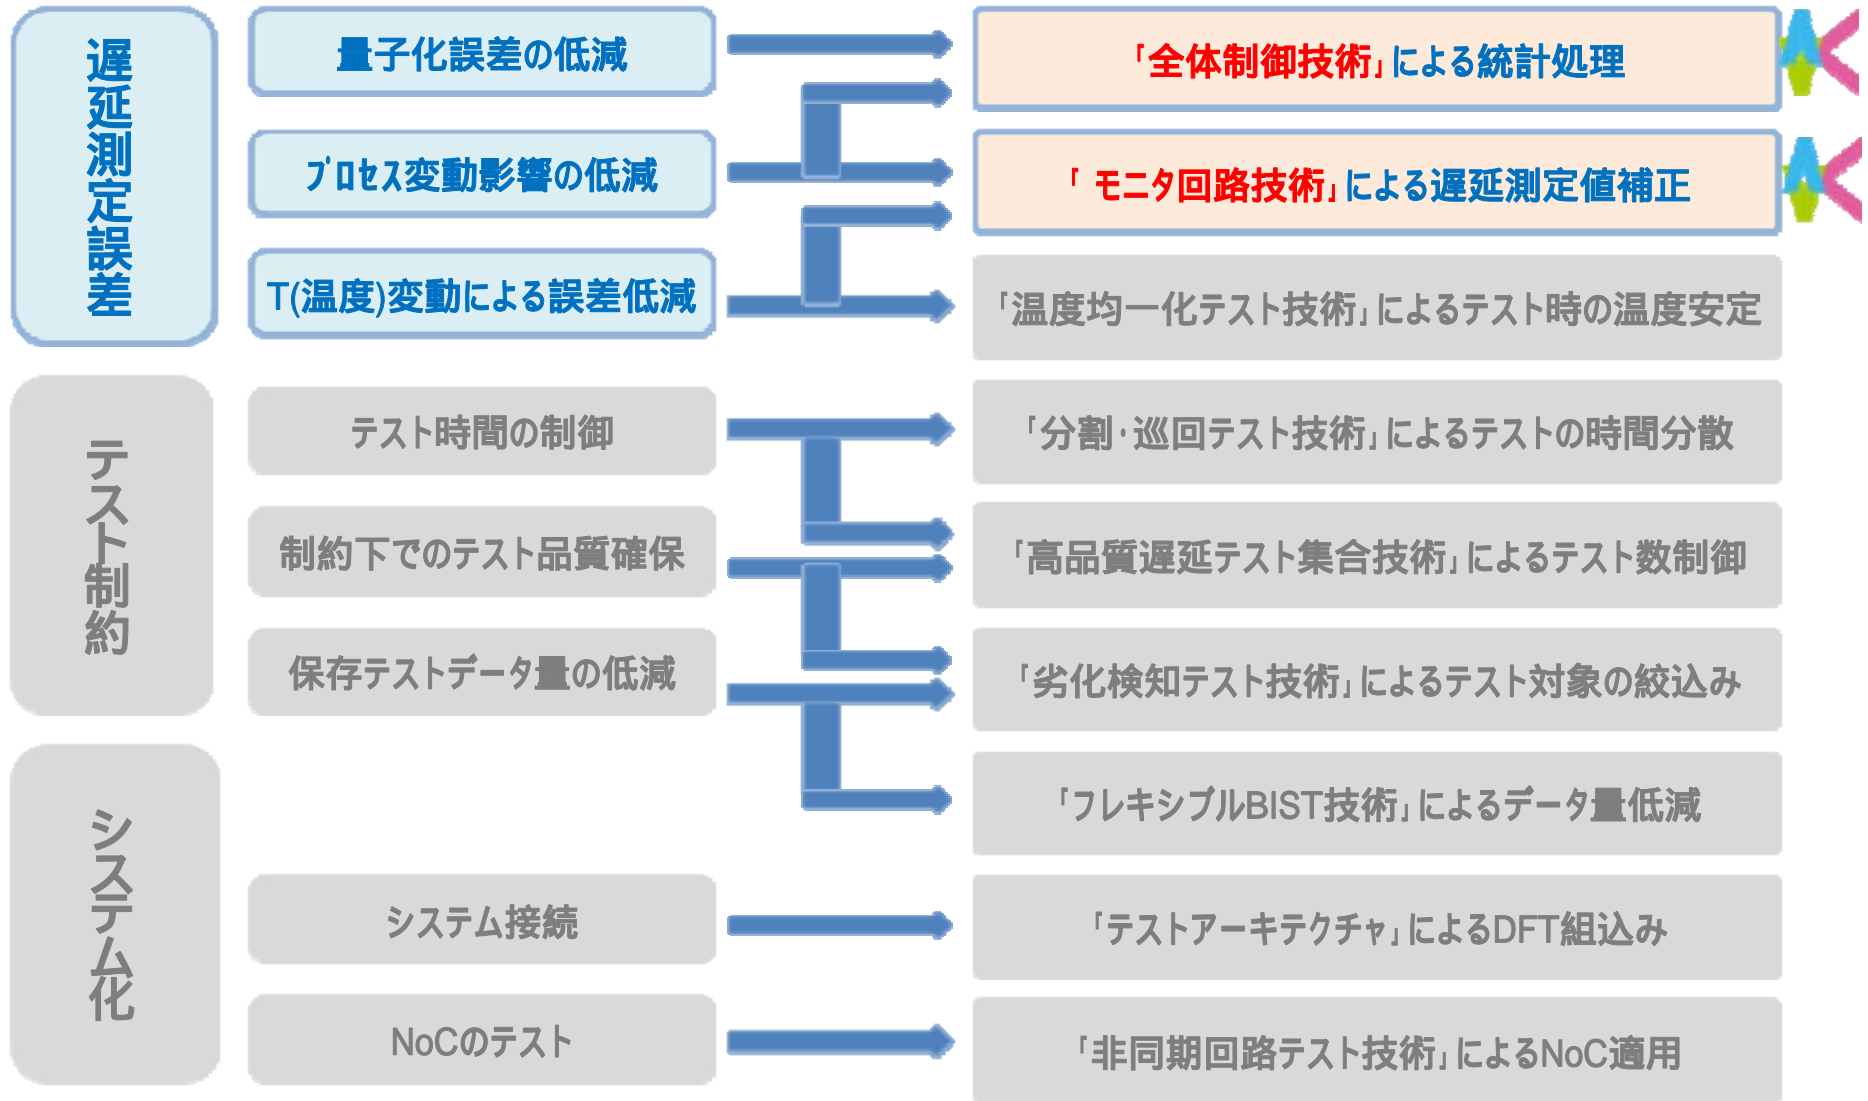 遅延測定誤差
量子化誤差の低減
「全体制御技術」による統計処理
プロセス変動影響の低減
「 モニタ回路技術」による遅延測定値補正
T(温度)変動による誤差低減
「温度均一化テスト技術」によるテスト時の温度安定
テスト制約
テスト時間の制御
「分割・巡回テスト技術」によるテストの時間分散
制約下でのテスト品質確保
「高品質遅延テスト集合技術」によるテスト数制御
保存テストデータ量の低減
「劣化検知テスト技術」によるテスト対象の絞込み
「フレキシブルBIST技術」によるデータ量低減
システム化
システム接続
「テストアーキテクチャ」によるDFT組込み
NoCのテスト
「非同期回路テスト技術」によるNoC適用